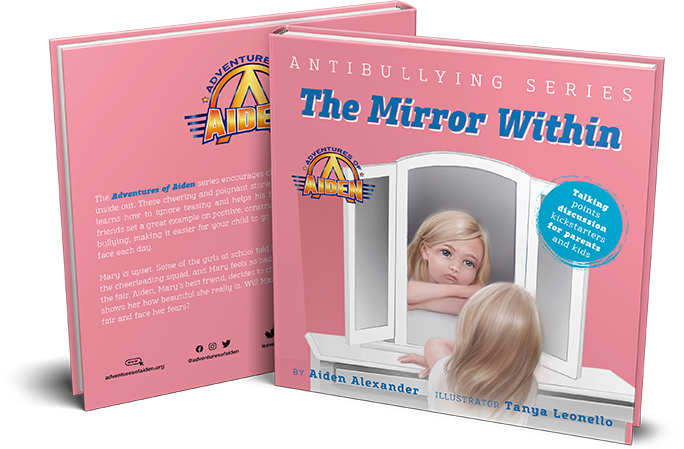 ADVENTURES OF
AIDEN
The Adventures of Aiden series encourages
inside out. These cheering and poignant
learns how to ignore teasing and helps his
friends set a great example on positive,
bullying, making it easier for your child to go
face each day.
Mary is upset. Some of the girls at school told
the cheerleading squad, and Mary feels so bad
the fair. Aiden, Mary's best friend, decides to
shows her how beautiful she really is. Will
fair and face her fears?
adventuresofaiden.org
@adventuresofaiden
ANTIBULLYING SERIES
The Mirror Within
ADVENTURES OF
AIDEN
Talking
points
discussion
kickstarters
for parents
and kids
BY Aiden Alexander ILLUSTRATOR Tanya Leonello